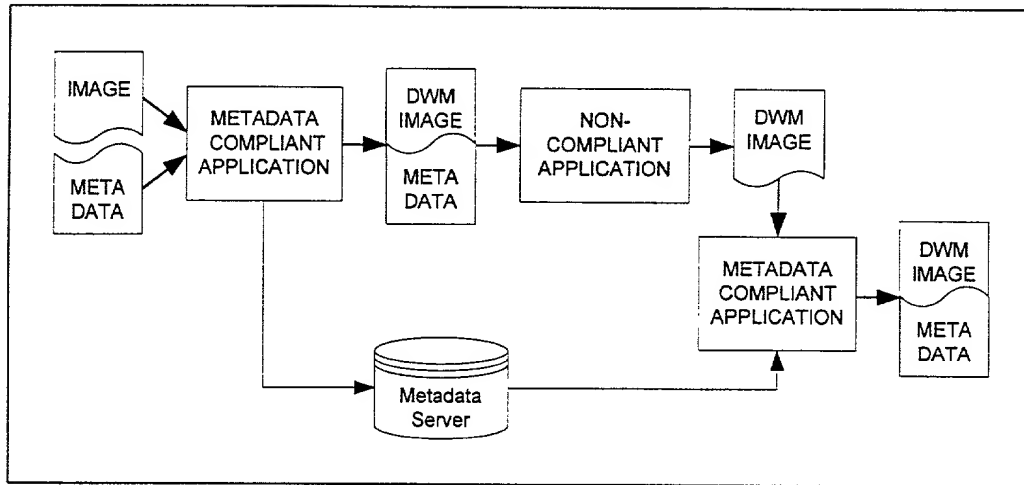 IMAGE
META
DATA
METADATA
COMPLIANT
APPLICATION
DWM
IMAGE
META
DATA
NON-
COMPLIANT
APPLICATION
DWM
IMAGE
METADATA
COMPLIANT
APPLICATION
DWM
IMAGE
META
DATA
Metadata
Server